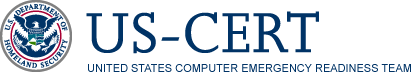 U.S. DEPARTMENT OF
HOMELAND SECURITY
US-CERT
UNITED STATES COMPUTER EMERGENCY READINESS TEAM